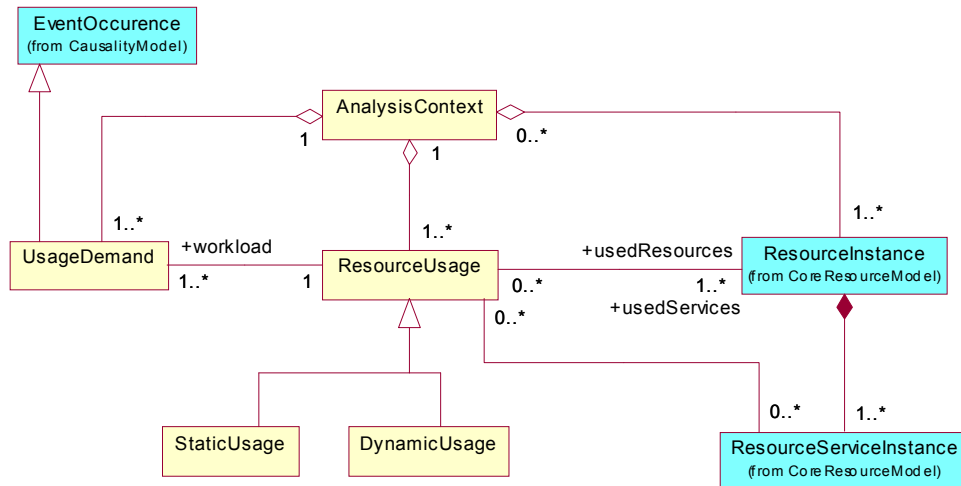 EventOccurence
(from CausalityModel)
AnalysisContext
1
1
0..*
1..*
1..*
1..*
+workload
+usedResources
UsageDemand
ResourceUsage
ResourceInstance
(from CoreResourceModel)
1..*
1
0..*
1..*
0..*
+usedServices
0..*
1..*
StaticUsage
DynamicUsage
ResourceServiceInstance
(from CoreResourceModel)